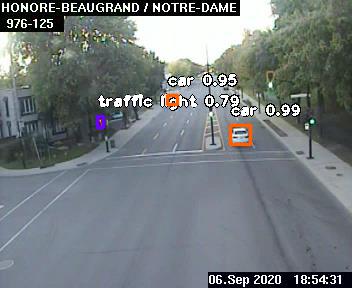 HONORE-BEAUGRAND / NOTRE-DAME
976-125
car 0.95
traffic light 0.79
car 0.99
06.Sep 2020 18:54:31